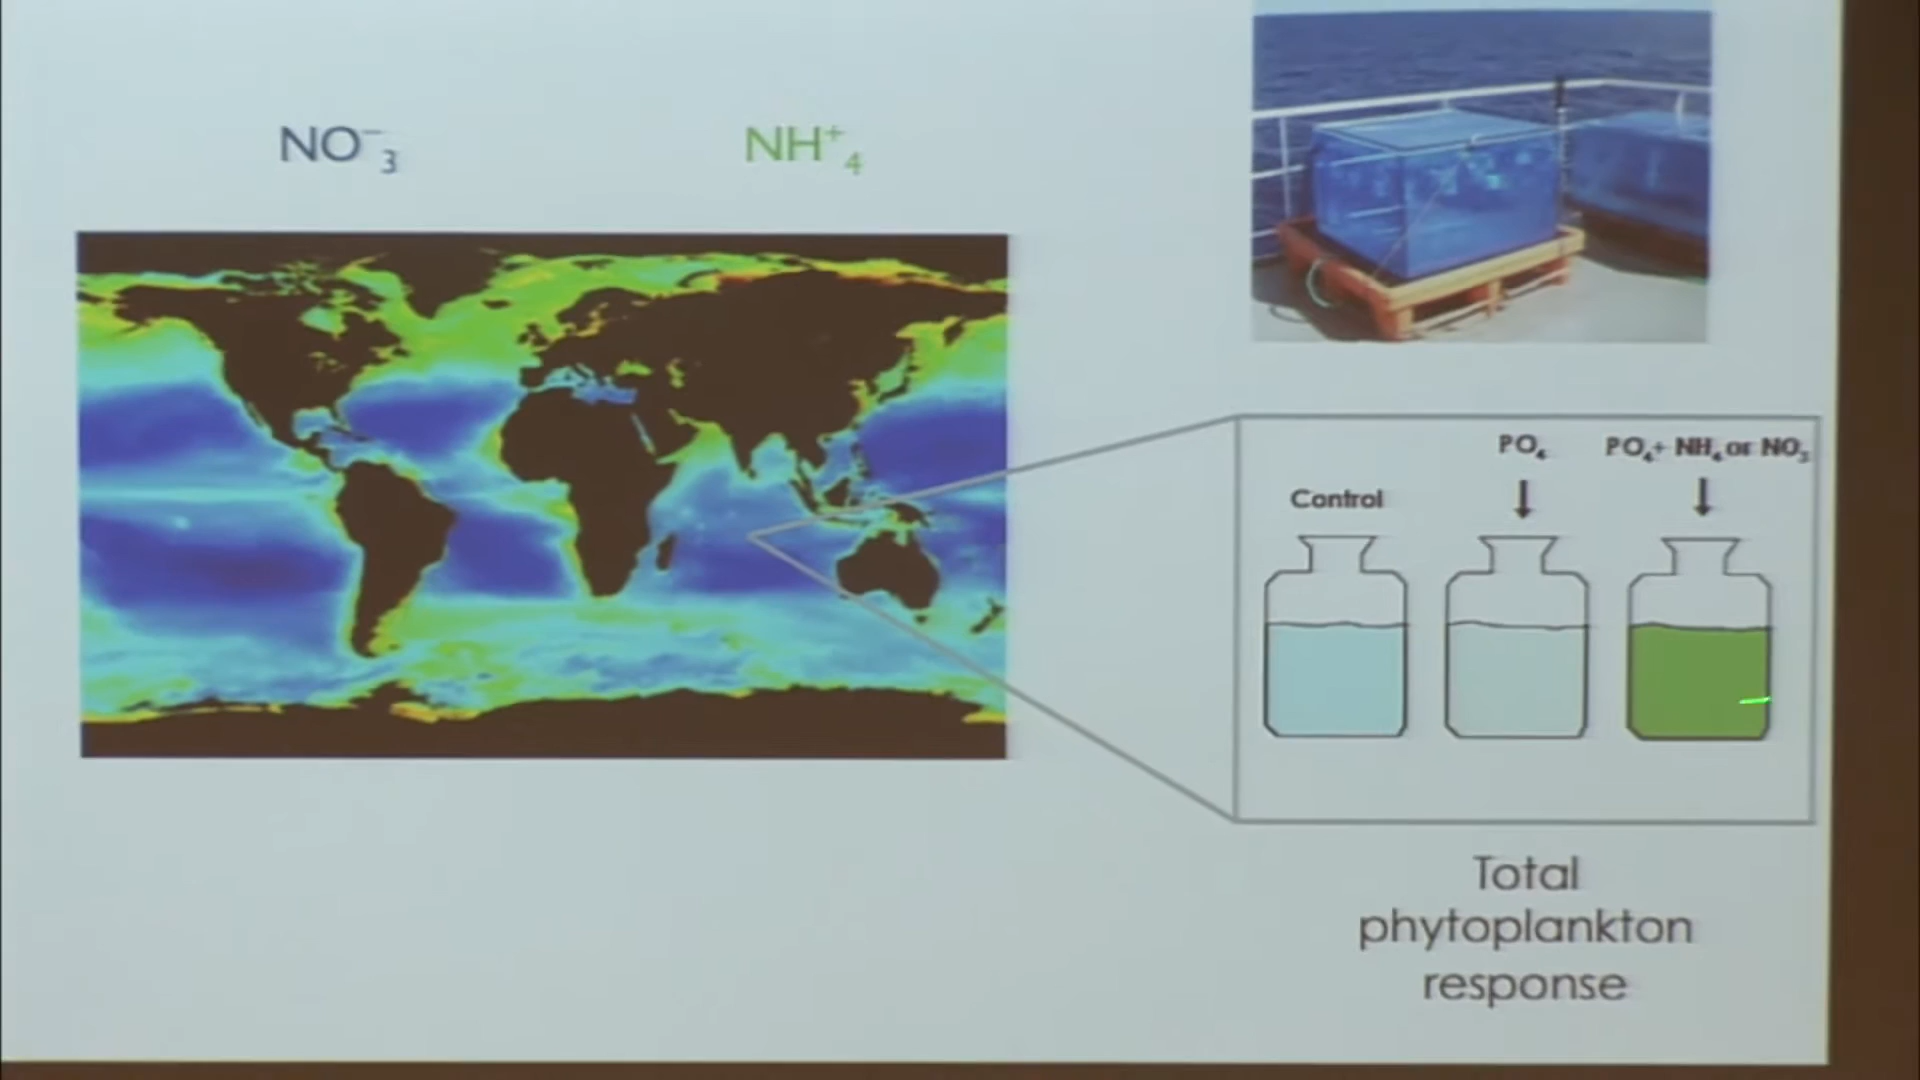 NO⁻₃
NH⁺₄
PO₄
PO₄+ NH₄ or NO₃
Control
Total
phytoplankton
response